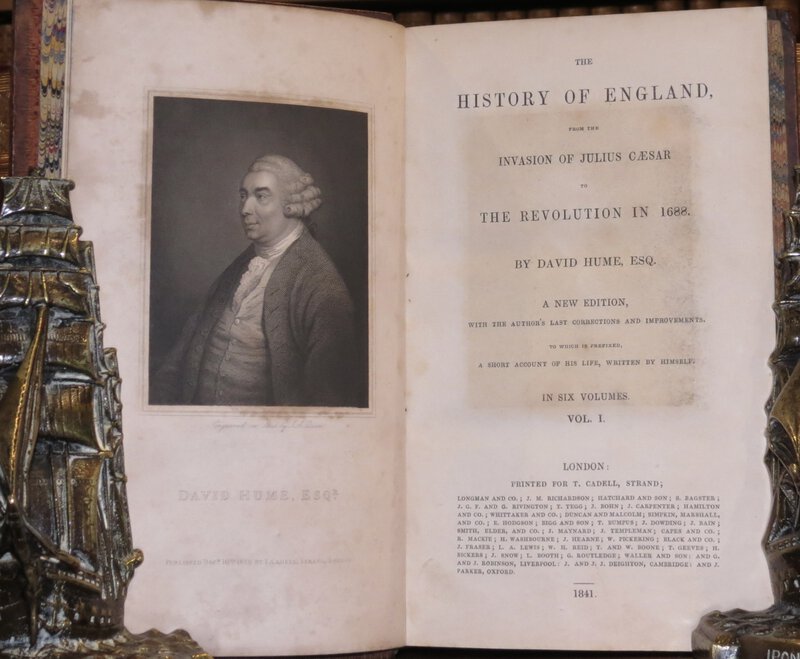 DAVID HUME, ESQR.
THE
HISTORY OF ENGLAND,
FROM THE
INVASION OF JULIUS CÆSAR
TO
THE REVOLUTION IN 1688.
BY DAVID HUME, ESQ.
A NEW EDITION,
WITH THE AUTHOR'S LAST CORRECTIONS AND IMPROVEMENTS.
TO WHICH IS PREFIXED,
A SHORT ACCOUNT OF HIS LIFE, WRITTEN BY HIMSELF.
IN SIX VOLUMES.
VOL. I.
LONDON:
PRINTED FOR T. CADELL, STRAND;
LONGMAN AND CO.; J. M. RICHARDSON; HATCHARD AND SON; S. BAGSTER;
J. G. F. AND G. RIVINGTON; T. TEGG; J. BOHN; J. CARPENTER; HAMILTON
AND CO.; WHITTAKER AND CO.; DUNCAN AND MALCOLM; SIMPKIN, MARSHALL,
AND CO.; E. HODGSON; BIGG AND SON; T. BUMPUS; J. DOWDING; J. BAIN;
SMITH, ELDER, AND CO.; J. MAYNARD; J. TEMPLEMAN; CAPES AND CO.;
R. MACKIE; H. WASHBOURNE; J. HEARNE; W. PICKERING; BLACK AND CO.;
J. FRASER; L. A. LEWIS; W. H. REID; T. AND W. BOONE; T. GEEVES; H.
BICKERS; J. SNOW; L. BOOTH; G. ROUTLEDGE; WALLER AND SON: AND G.
AND J. ROBINSON, LIVERPOOL: J. AND J. J. DEIGHTON, CAMBRIDGE: AND J.
PARKER, OXFORD.
1841.